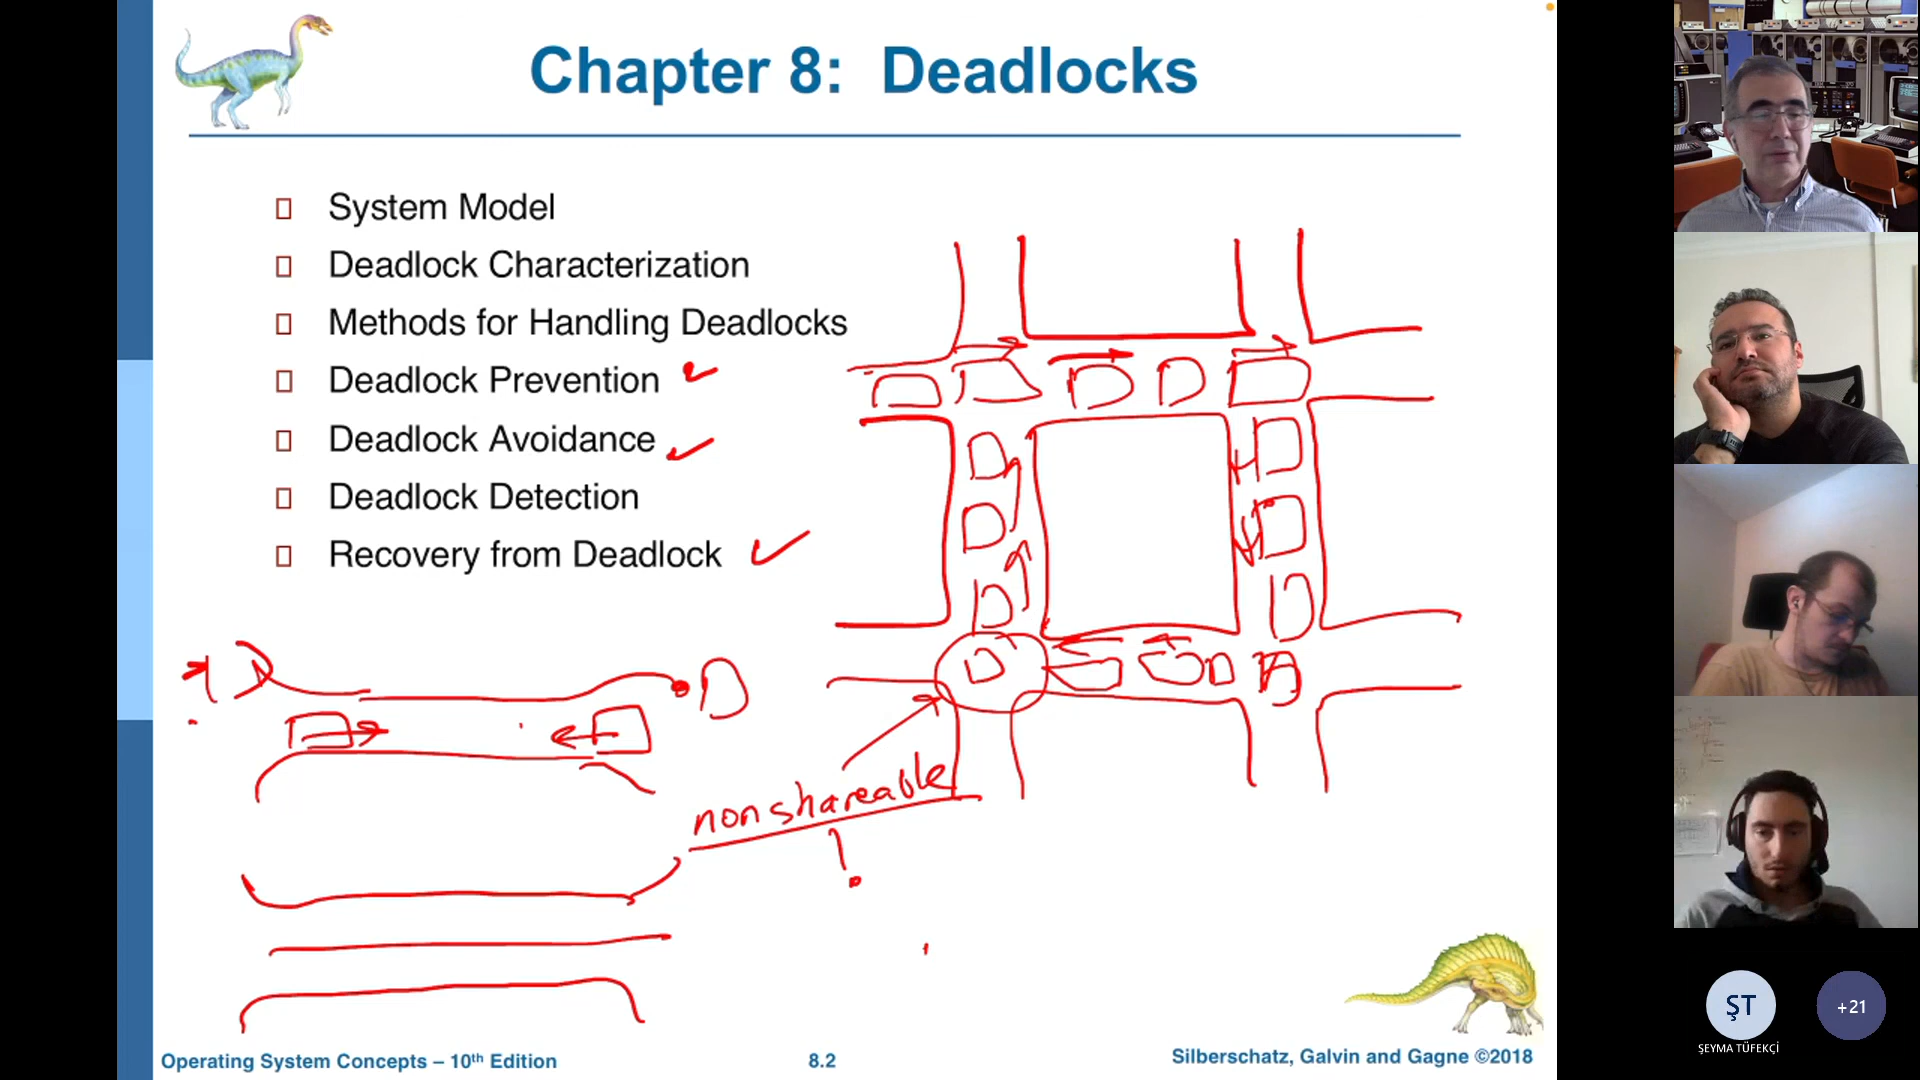 Chapter 8: Deadlocks
System Model
Deadlock Characterization
Methods for Handling Deadlocks
Deadlock Prevention
Deadlock Avoidance
Deadlock Detection
Recovery from Deadlock
nonshareable
!
Operating System Concepts – 10th Edition
8.2
Silberschatz, Galvin and Gagne ©2018
ŞT
+21
ŞEYMA TÜFEKÇİ